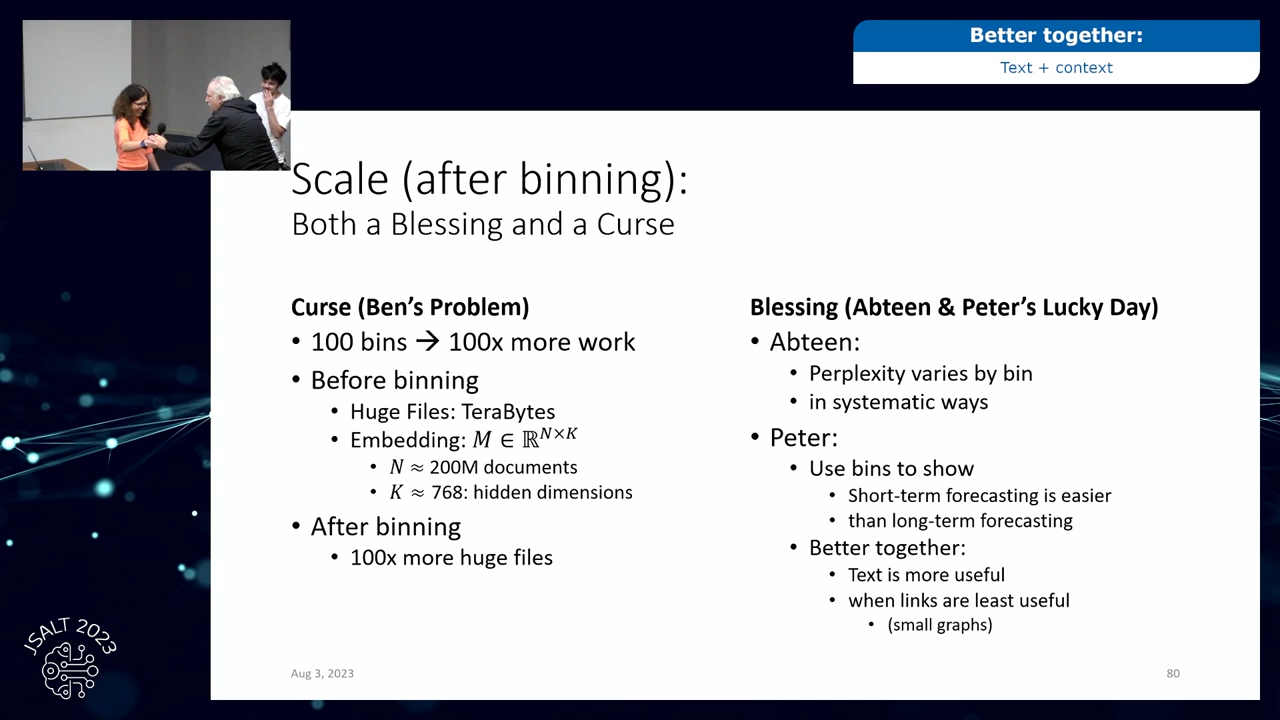 Better together:
Text + context
Scale (after binning):
Both a Blessing and a Curse
Curse (Ben's Problem)
• 100 bins → 100x more work
• Before binning
• Huge Files: TeraBytes
• Embedding: M ∈ ℝ^{N×K}
• N ≈ 200M documents
• K ≈ 768: hidden dimensions
• After binning
• 100x more huge files
Blessing (Abteen & Peter's Lucky Day)
• Abteen:
• Perplexity varies by bin
• in systematic ways
• Peter:
• Use bins to show
• Short-term forecasting is easier
• than long-term forecasting
• Better together:
• Text is more useful
• when links are least useful
• (small graphs)
Aug 3, 2023
80
JSALT 2023